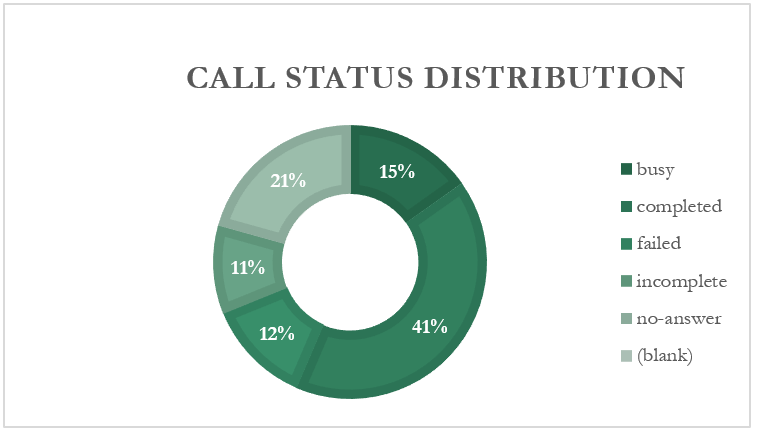 CALL STATUS DISTRIBUTION
15%
41%
12%
11%
21%
busy
completed
failed
incomplete
no-answer
(blank)